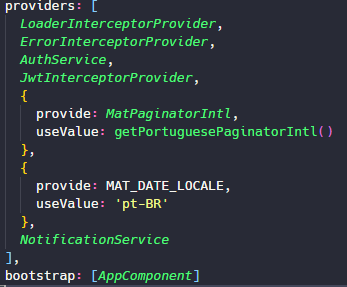 providers: [
  LoaderInterceptorProvider,
  ErrorInterceptorProvider,
  AuthService,
  JwtInterceptorProvider,
  {
    provide: MatPaginatorIntl,
    useValue: getPortuguesePaginatorIntl()
  },
  {
    provide: MAT_DATE_LOCALE,
    useValue: 'pt-BR'
  },
  NotificationService
],
bootstrap: [AppComponent]